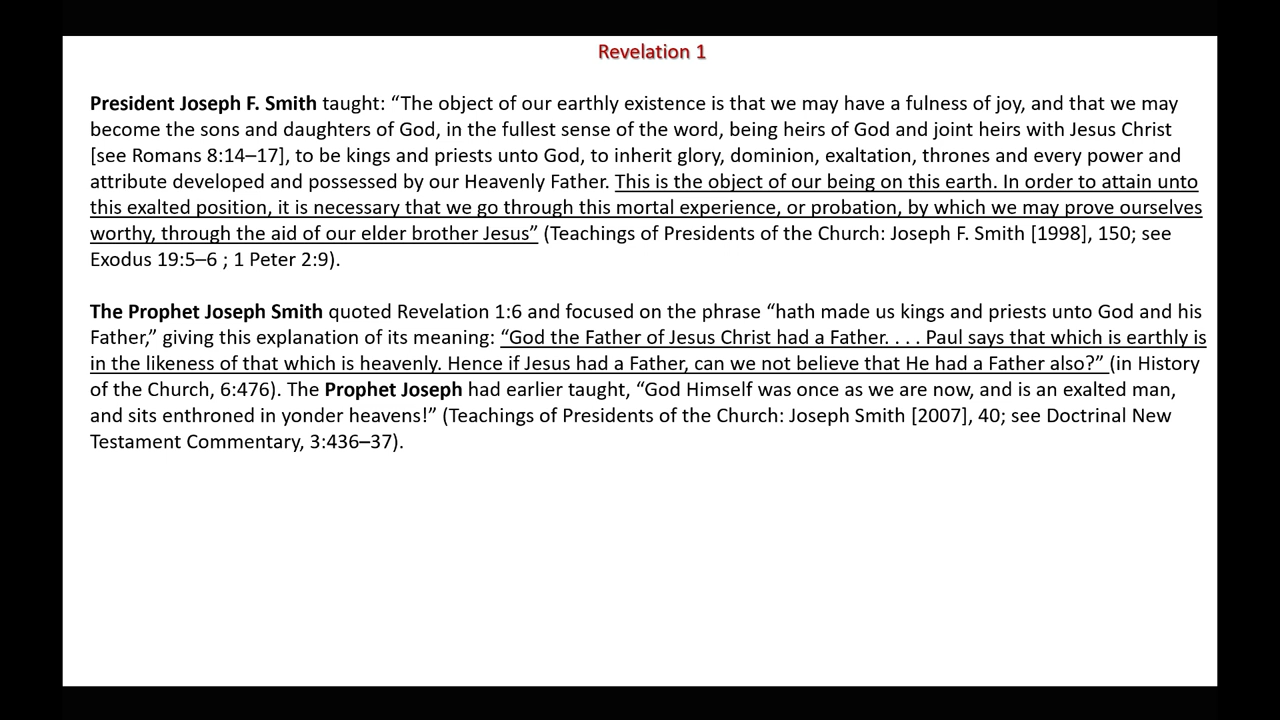 Revelation 1
President Joseph F. Smith taught: “The object of our earthly existence is that we may have a fulness of joy, and that we may
become the sons and daughters of God, in the fullest sense of the word, being heirs of God and joint heirs with Jesus Christ
[see Romans 8:14–17], to be kings and priests unto God, to inherit glory, dominion, exaltation, thrones and every power and
attribute developed and possessed by our Heavenly Father. This is the object of our being on this earth. In order to attain unto
this exalted position, it is necessary that we go through this mortal experience, or probation, by which we may prove ourselves
worthy, through the aid of our elder brother Jesus” (Teachings of Presidents of the Church: Joseph F. Smith [1998], 150; see
Exodus 19:5–6 ; 1 Peter 2:9).
The Prophet Joseph Smith quoted Revelation 1:6 and focused on the phrase “hath made us kings and priests unto God and his
Father,” giving this explanation of its meaning: “God the Father of Jesus Christ had a Father. . . . Paul says that which is earthly is
in the likeness of that which is heavenly. Hence if Jesus had a Father, can we not believe that He had a Father also?” (in History
of the Church, 6:476). The Prophet Joseph had earlier taught, “God Himself was once as we are now, and is an exalted man,
and sits enthroned in yonder heavens!” (Teachings of Presidents of the Church: Joseph Smith [2007], 40; see Doctrinal New
Testament Commentary, 3:436–37).